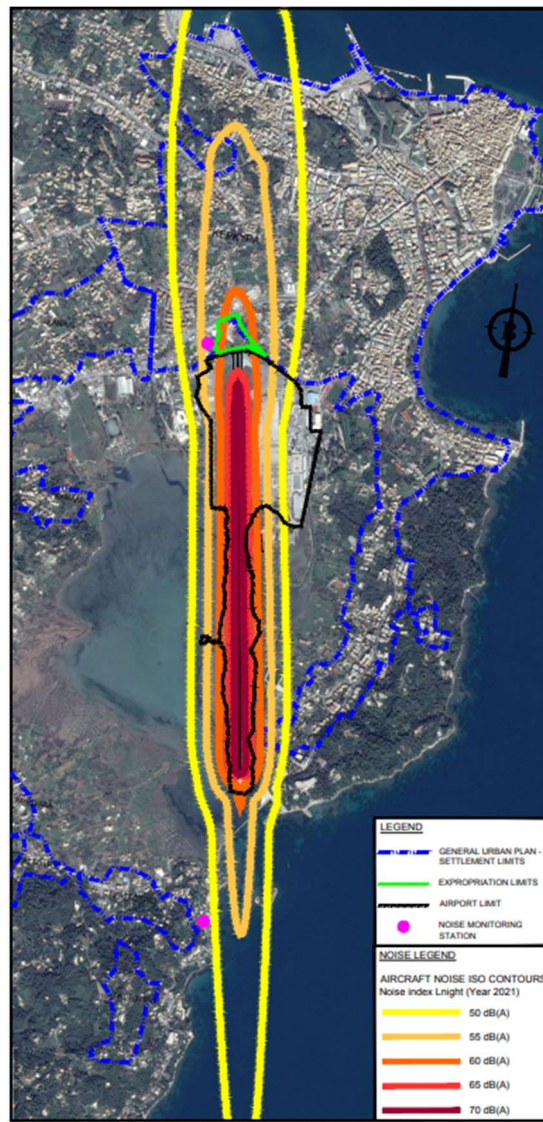 ΚΕΡΚΥΡΑ
B
LEGEND
GENERAL URBAN PLAN -
SETTLEMENT LIMITS
EXPROPRIATION LIMITS
AIRPORT LIMIT
NOISE MONITORING
STATION
NOISE LEGEND
AIRCRAFT NOISE ISO CONTOURS
Noise index Lnight (Year 2021)
50 dB(A)
55 dB(A)
60 dB(A)
65 dB(A)
70 dB(A)